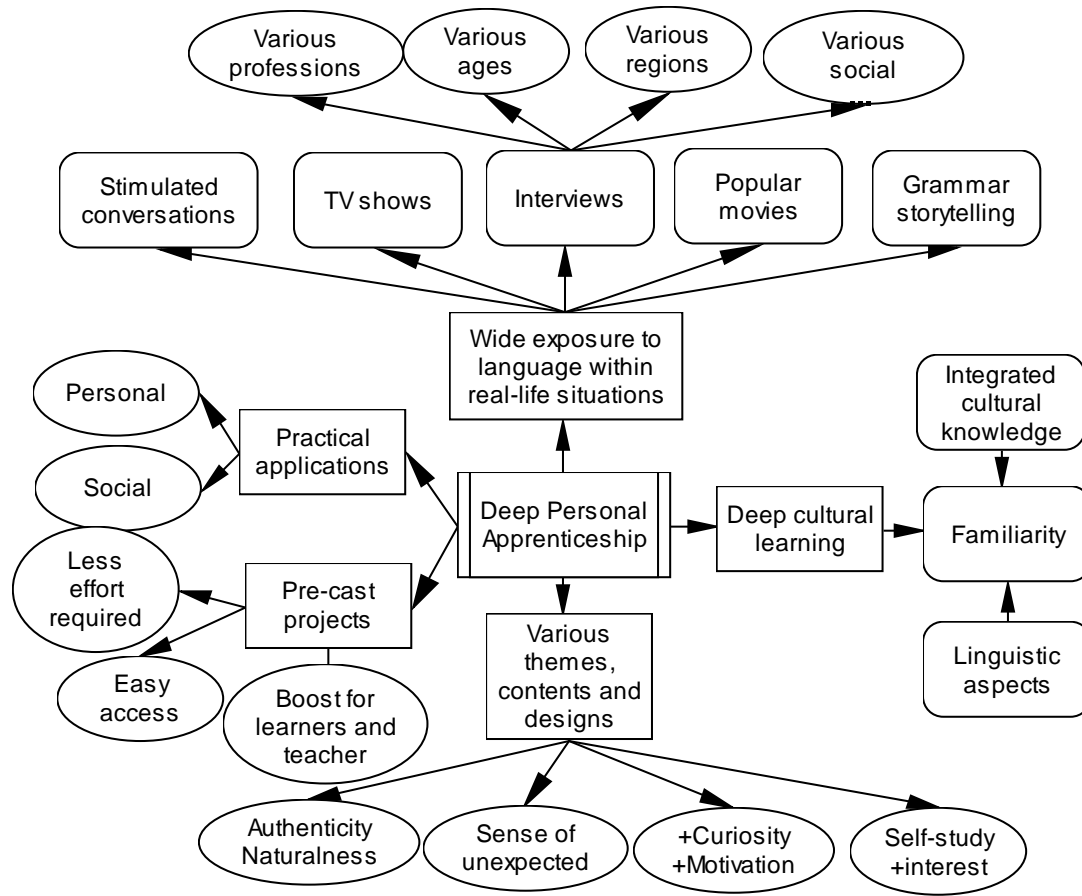 Various
professions
Various
ages
Various
regions
Various
social
Stimulated
conversations
TV shows
Interviews
Popular
movies
Grammar
storytelling
Wide exposure to
language within
real-life situations
Integrated
cultural
knowledge
Personal
Practical
applications
Social
Deep Personal
Apprenticeship
Deep cultural
learning
Familiarity
Less
effort
required
Pre-cast
projects
Various
themes,
contents and
designs
Linguistic
aspects
Easy
access
Boost for
learners and
teacher
Authenticity
Naturalness
Sense of
unexpected
+Curiosity
+Motivation
Self-study
+interest